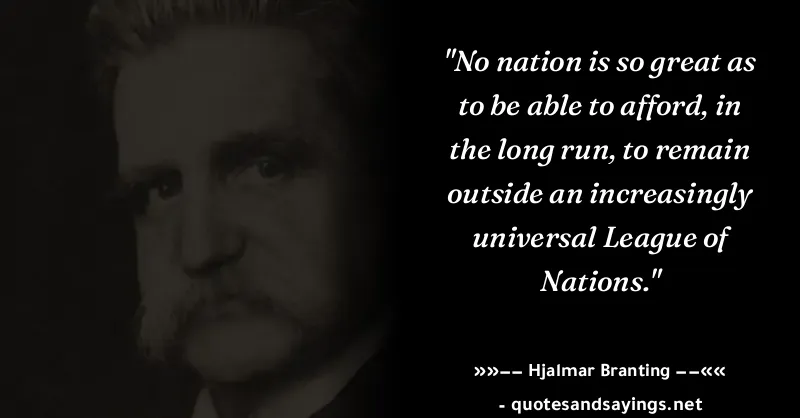 "No nation is so great as
to be able to afford, in
the long run, to remain
outside an increasingly
universal League of
Nations."
»»–– Hjalmar Branting ––««
- quotesandsayings.net